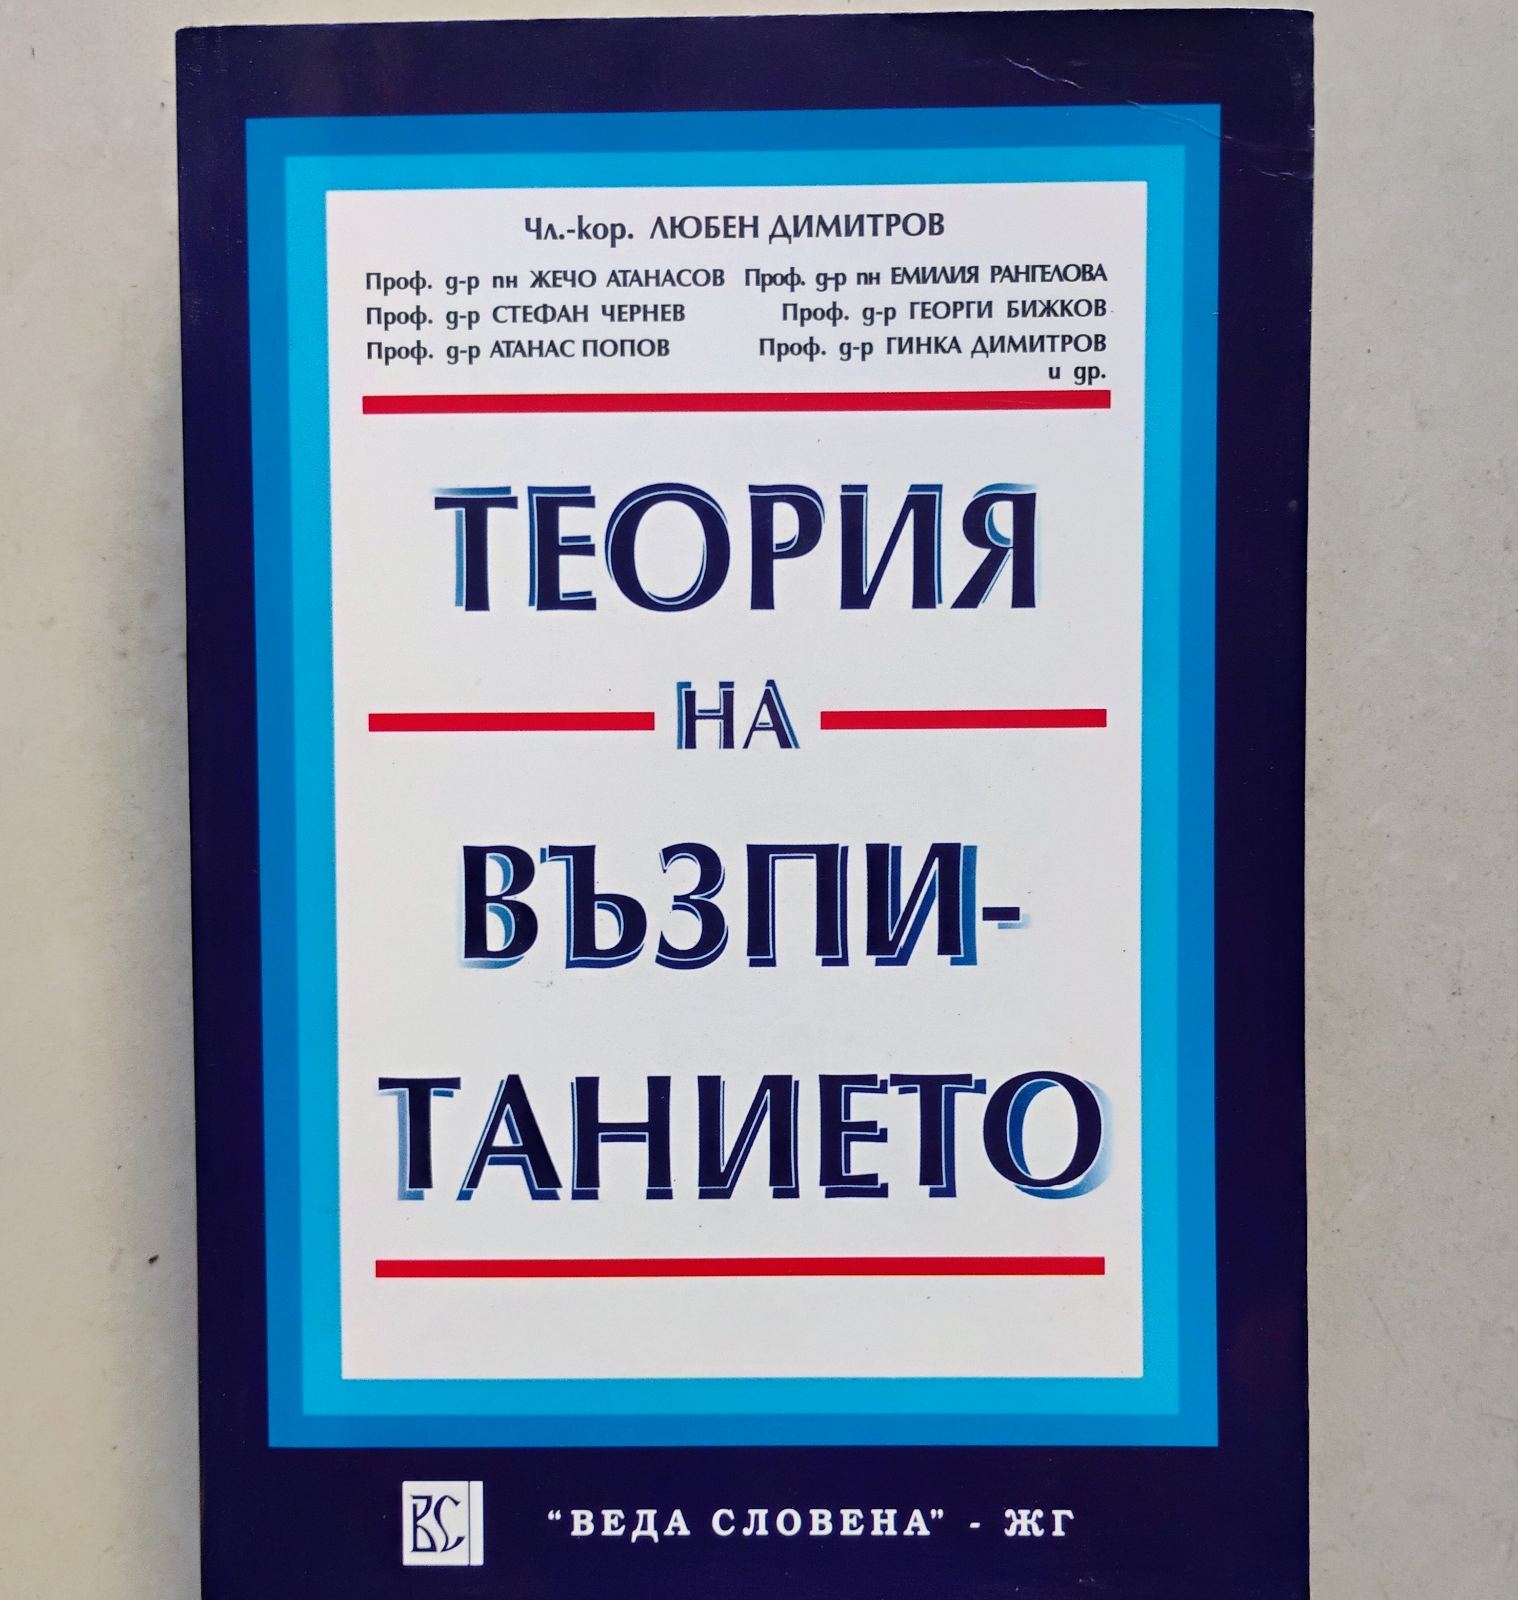 Чл.-кор. ЛЮБЕН ДИМИТРОВ
Проф. д-р пн ЖЕЧО АТАНАСОВ
Проф. д-р СТЕФАН ЧЕРНЕВ
Проф. д-р АТАНАС ПОПОВ
Проф. д-р пн ЕМИЛИЯ РАНГЕЛОВА
Проф. д-р ГЕОРГИ БИЖКОВ
Проф. д-р ГИНКА ДИМИТРОВ
и др.
ТЕОРИЯ
НА
ВЪЗПИ-
ТАНИЕТО
ВС
"ВЕДА СЛОВЕНА" - ЖГ